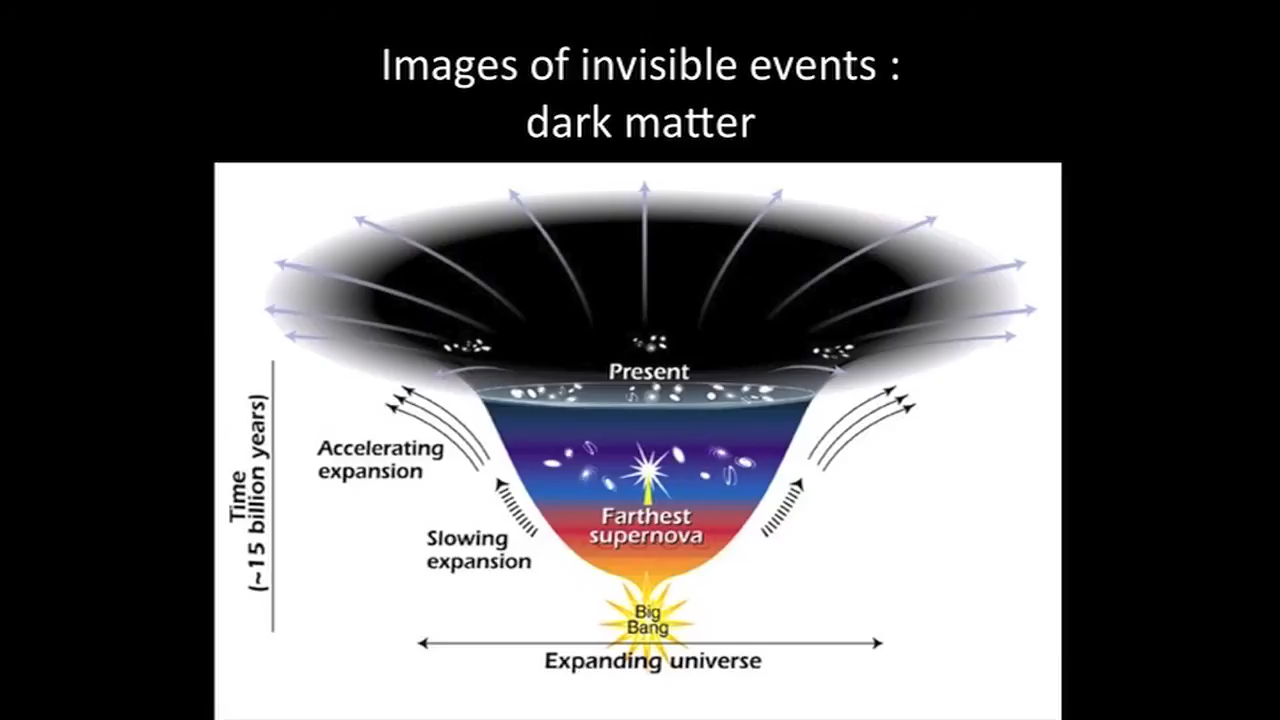 Images of invisible events :
dark matter
Present
Accelerating
expansion
Time
(~15 billion years)
Farthest
supernova
Slowing
expansion
Big
Bang
Expanding universe